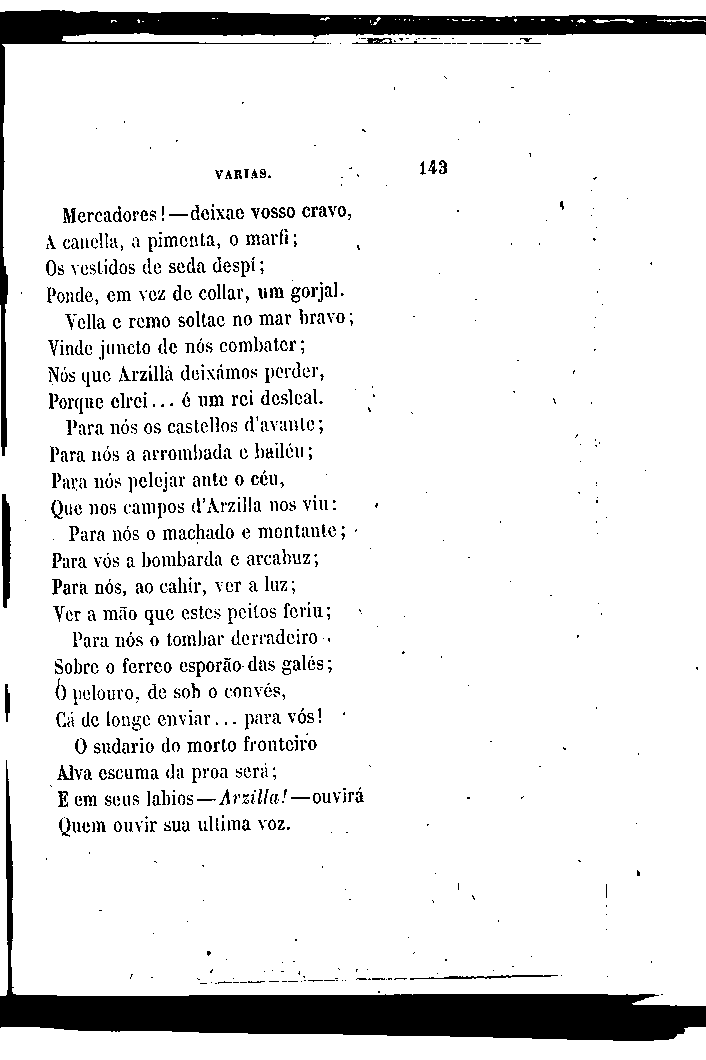 VARIAS. 143
Mercadores!—deixae vosso cravo,
A canella, a pimenta, o marfi;
Os vestidos de seda despí;
Ponde, em vez de collar, um gorjal.
Vella e remo soltae no mar bravo;
Vinde juncto de nós combater;
Nós que Arzilla deixámos perder,
Porque elrei... é um rei desleal.
Para nós os castellos d'avante;
Para nós a arrombada e bailéu;
Para nós pelejar ante o céu,
Que nos campos d'Arzilla nos viu:
Para nós o machado e montante;
Para vós a bombarda e arcabuz;
Para nós, ao cahir, ver a luz;
Ver a mão que estes peitos feriu;
Para nós o tombar derradeiro
Sobre o ferreo esporão das galés;
O pelouro, de sob o convés,
Cá de longe enviar... para vós!
O sudario do morto fronteiro
Alva escuma da proa será;
E em seus labios—Arzilla!—ouvirá
Quem ouvir sua ultima voz.